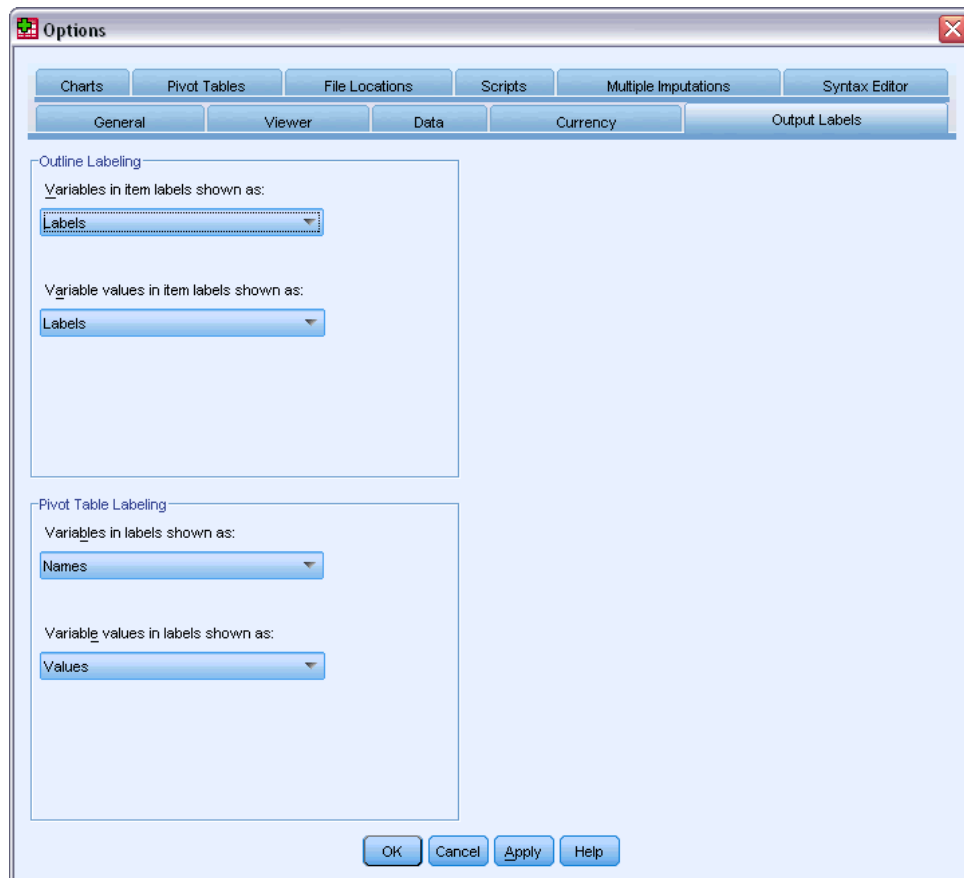 Options
Charts Pivot Tables File Locations Scripts Multiple Imputations Syntax Editor
General Viewer Data Currency Output Labels
Outline Labeling
Variables in item labels shown as:
Labels
Variable values in item labels shown as:
Labels
Pivot Table Labeling
Variables in labels shown as:
Names
Variable values in labels shown as:
Values
OK Cancel Apply Help